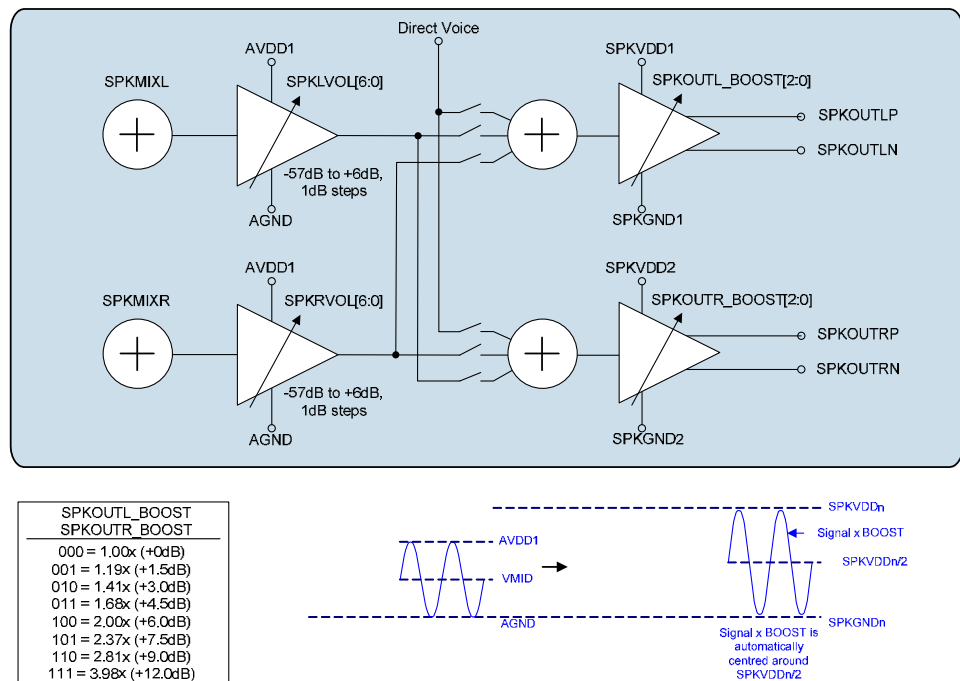 Direct Voice
AVDD1
SPKVDD1
SPKMIXL
SPKLVOL[6:0]
SPKOUTL_BOOST[2:0]
SPKOUTLP
SPKOUTLN
-57dB to +6dB,
1dB steps
AGND
SPKGND1
AVDD1
SPKVDD2
SPKMIXR
SPKRVOL[6:0]
SPKOUTR_BOOST[2:0]
SPKOUTRP
SPKOUTRN
-57dB to +6dB,
1dB steps
AGND
SPKGND2
SPKOUTL_BOOST
SPKOUTR_BOOST
000 = 1.00x (+0dB)
001 = 1.19x (+1.5dB)
010 = 1.41x (+3.0dB)
011 = 1.68x (+4.5dB)
100 = 2.00x (+6.0dB)
101 = 2.37x (+7.5dB)
110 = 2.81x (+9.0dB)
111 = 3.98x (+12.0dB)
AVDD1
VMID
AGND
SPKVDDn
Signal x BOOST
SPKVDDn/2
SPKGNDn
Signal x BOOST is
automatically
centred around
SPKVDDn/2